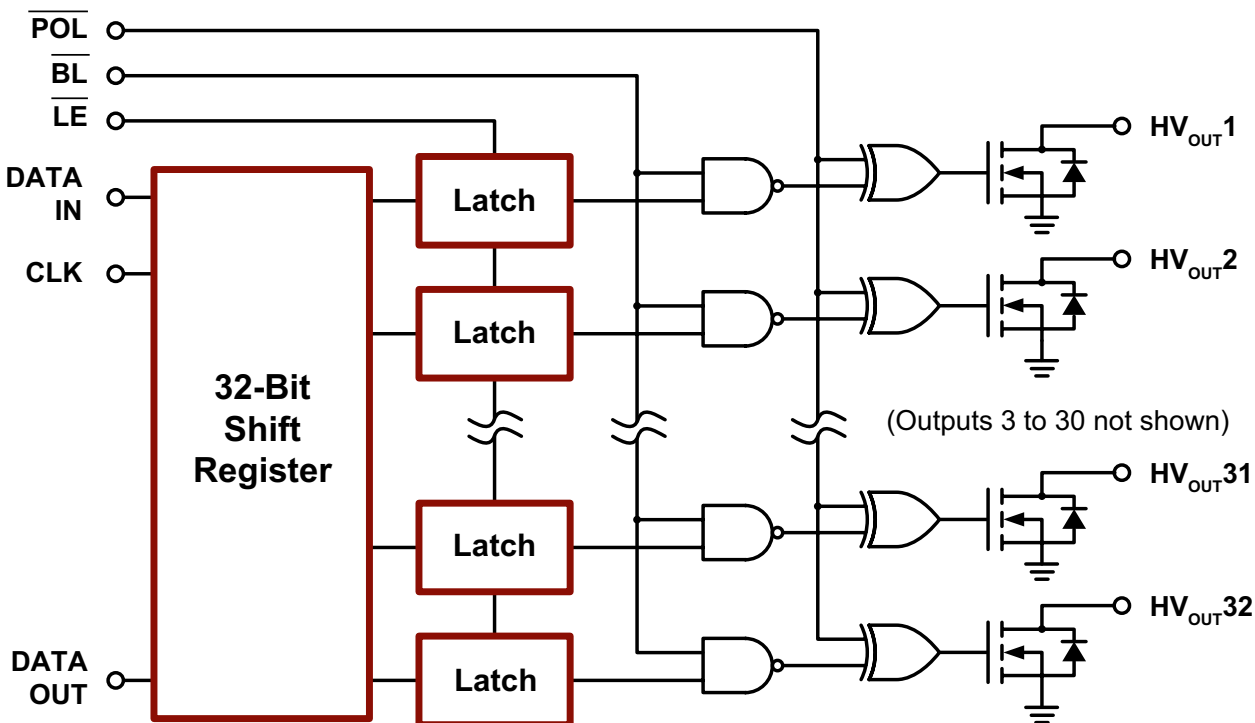 POL
BL
LE
DATA
IN
CLK
DATA
OUT
32-Bit
Shift
Register
Latch
Latch
Latch
Latch
HVOUT1
HVOUT2
(Outputs 3 to 30 not shown)
HVOUT31
HVOUT32